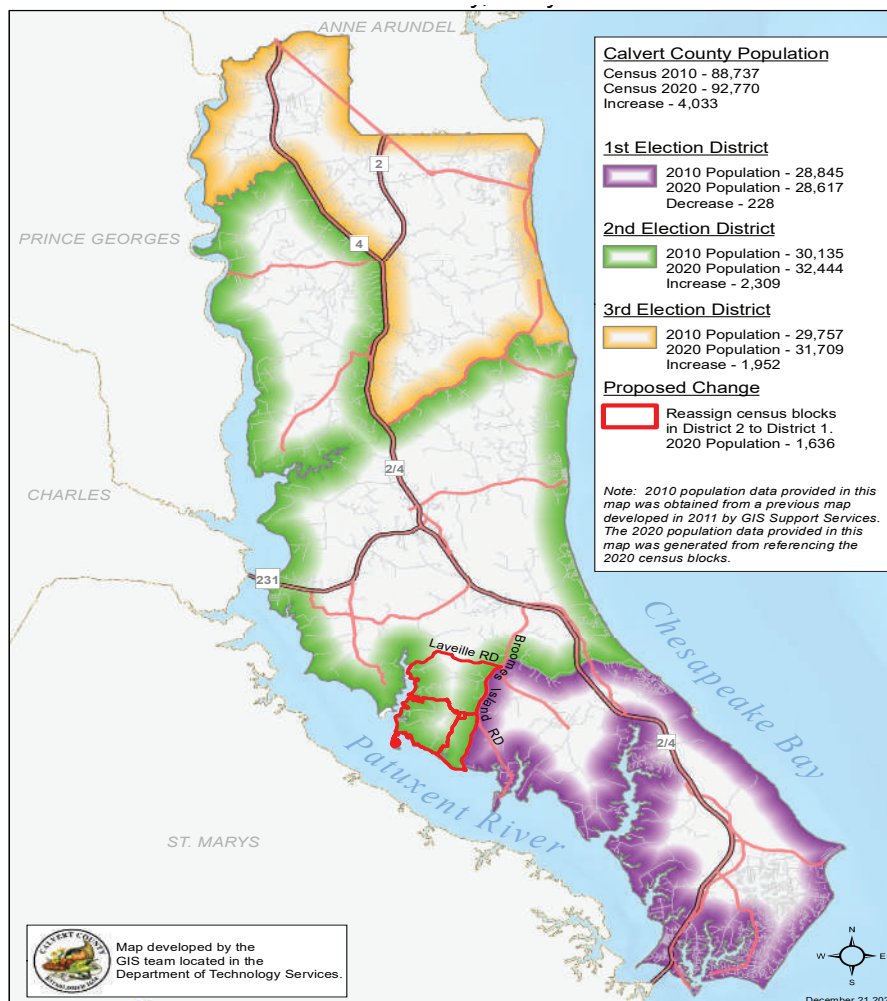 ANNE ARUNDEL
Calvert County Population
Census 2010 - 88,737
Census 2020 - 92,770
Increase - 4,033
1st Election District
2010 Population - 28,845
2020 Population - 28,617
Decrease - 228
2nd Election District
2010 Population - 30,135
2020 Population - 32,444
Increase - 2,309
3rd Election District
2010 Population - 29,757
2020 Population - 31,709
Increase - 1,952
Proposed Change
Reassign census blocks
in District 2 to District 1.
2020 Population - 1,636
Note: 2010 population data provided in this
map was obtained from a previous map
developed in 2011 by GIS Support Services.
The 2020 population data provided in this
map was generated from referencing the
2020 census blocks.
2
PRINCE GEORGES
4
CHARLES
2/4
231
Laveille RD
Broomes Island RD
Chesapeake Bay
2/4
Patuxent River
ST. MARYS
CALVERT COUNTY
Map developed by the
GIS team located in the
Department of Technology Services.
N
W
E
S
December 21,